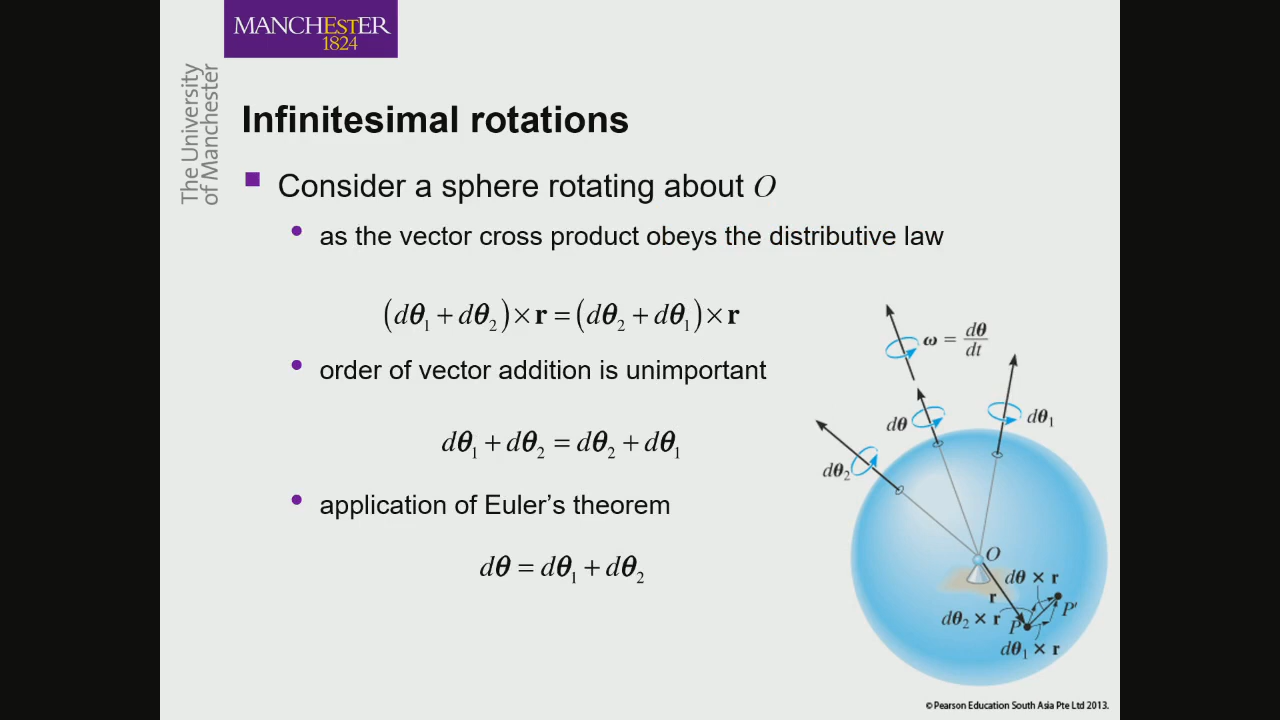 MANCHESTER
1824
The University
of Manchester
Infinitesimal rotations
Consider a sphere rotating about O
as the vector cross product obeys the distributive law
(dθ₁ + dθ₂) × r = (dθ₂ + dθ₁) × r
order of vector addition is unimportant
dθ₁ + dθ₂ = dθ₂ + dθ₁
application of Euler’s theorem
dθ = dθ₁ + dθ₂
ω = dθ/dt
dθ₁
dθ
dθ₂
O
dθ × r
r
P'
dθ₂ × r
P
dθ₁ × r
© Pearson Education South Asia Pte Ltd 2013.